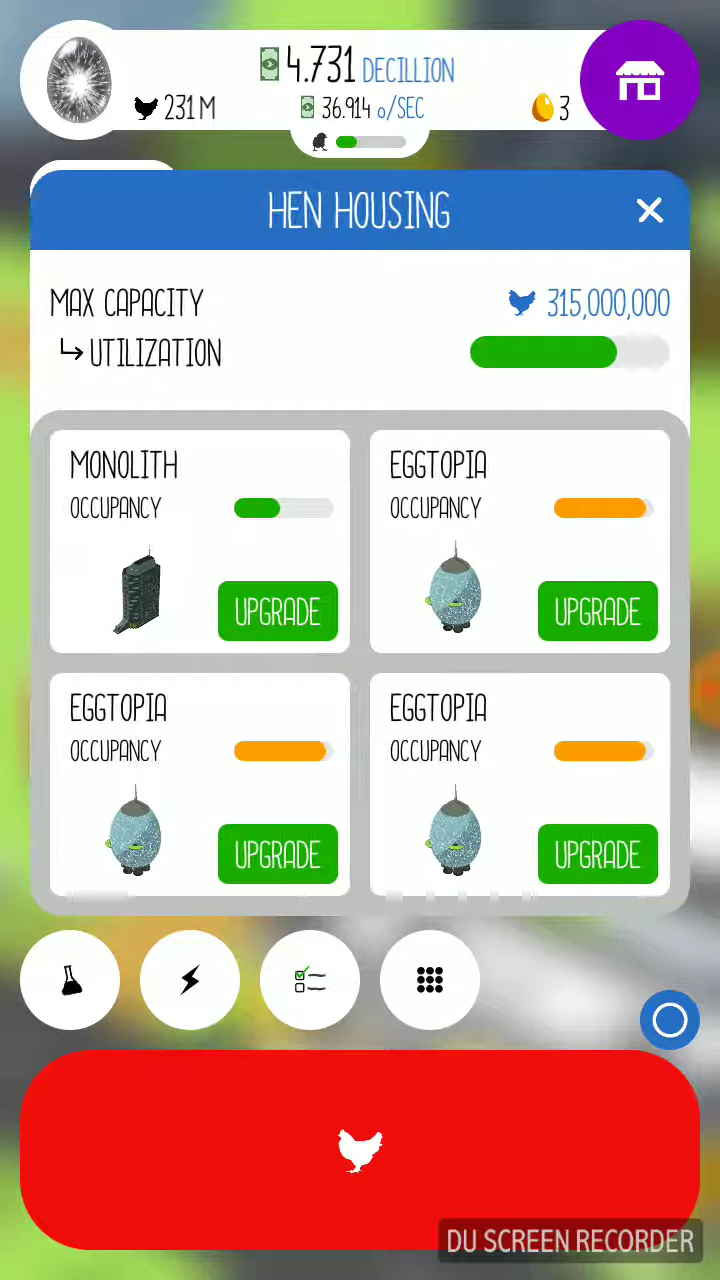 4.731 DECILLION
231M
36.914 o/SEC
3
HEN HOUSING
MAX CAPACITY
315,000,000
UTILIZATION
MONOLITH
OCCUPANCY
UPGRADE
EGGTOPIA
OCCUPANCY
UPGRADE
EGGTOPIA
OCCUPANCY
UPGRADE
EGGTOPIA
OCCUPANCY
UPGRADE
DU SCREEN RECORDER